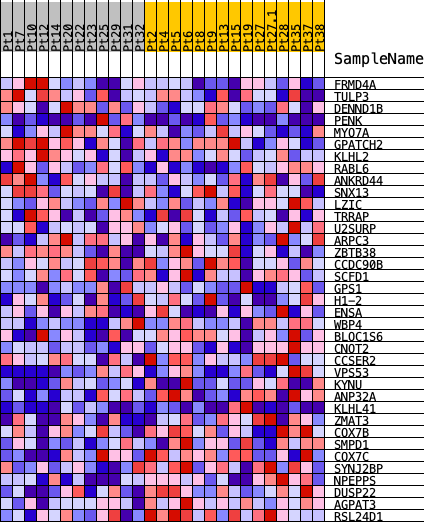 Pt1 Pt7 Pt10 Pt12 Pt14 Pt20 Pt22 Pt23 Pt25 Pt29 Pt31 Pt32 Pt2 Pt4 Pt5 Pt6 Pt8 Pt9 Pt13 Pt15 Pt19 Pt27 Pt27.1 Pt28 Pt35 Pt37 Pt38
SampleName
FRMD4A
TULP3
DENND1B
PENK
MYO7A
GPATCH2
KLHL2
RABL6
ANKRD44
SNX13
LZIC
TRRAP
U2SURP
ARPC3
ZBTB38
CCDC90B
SCFD1
GPS1
H1-2
ENSA
WBP4
BLOC1S6
CNOT2
CCSER2
VPS53
KYNU
ANP32A
KLHL41
ZMAT3
COX7B
SMPD1
COX7C
SYNJ2BP
NPEPPS
DUSP22
AGPAT3
RSL24D1